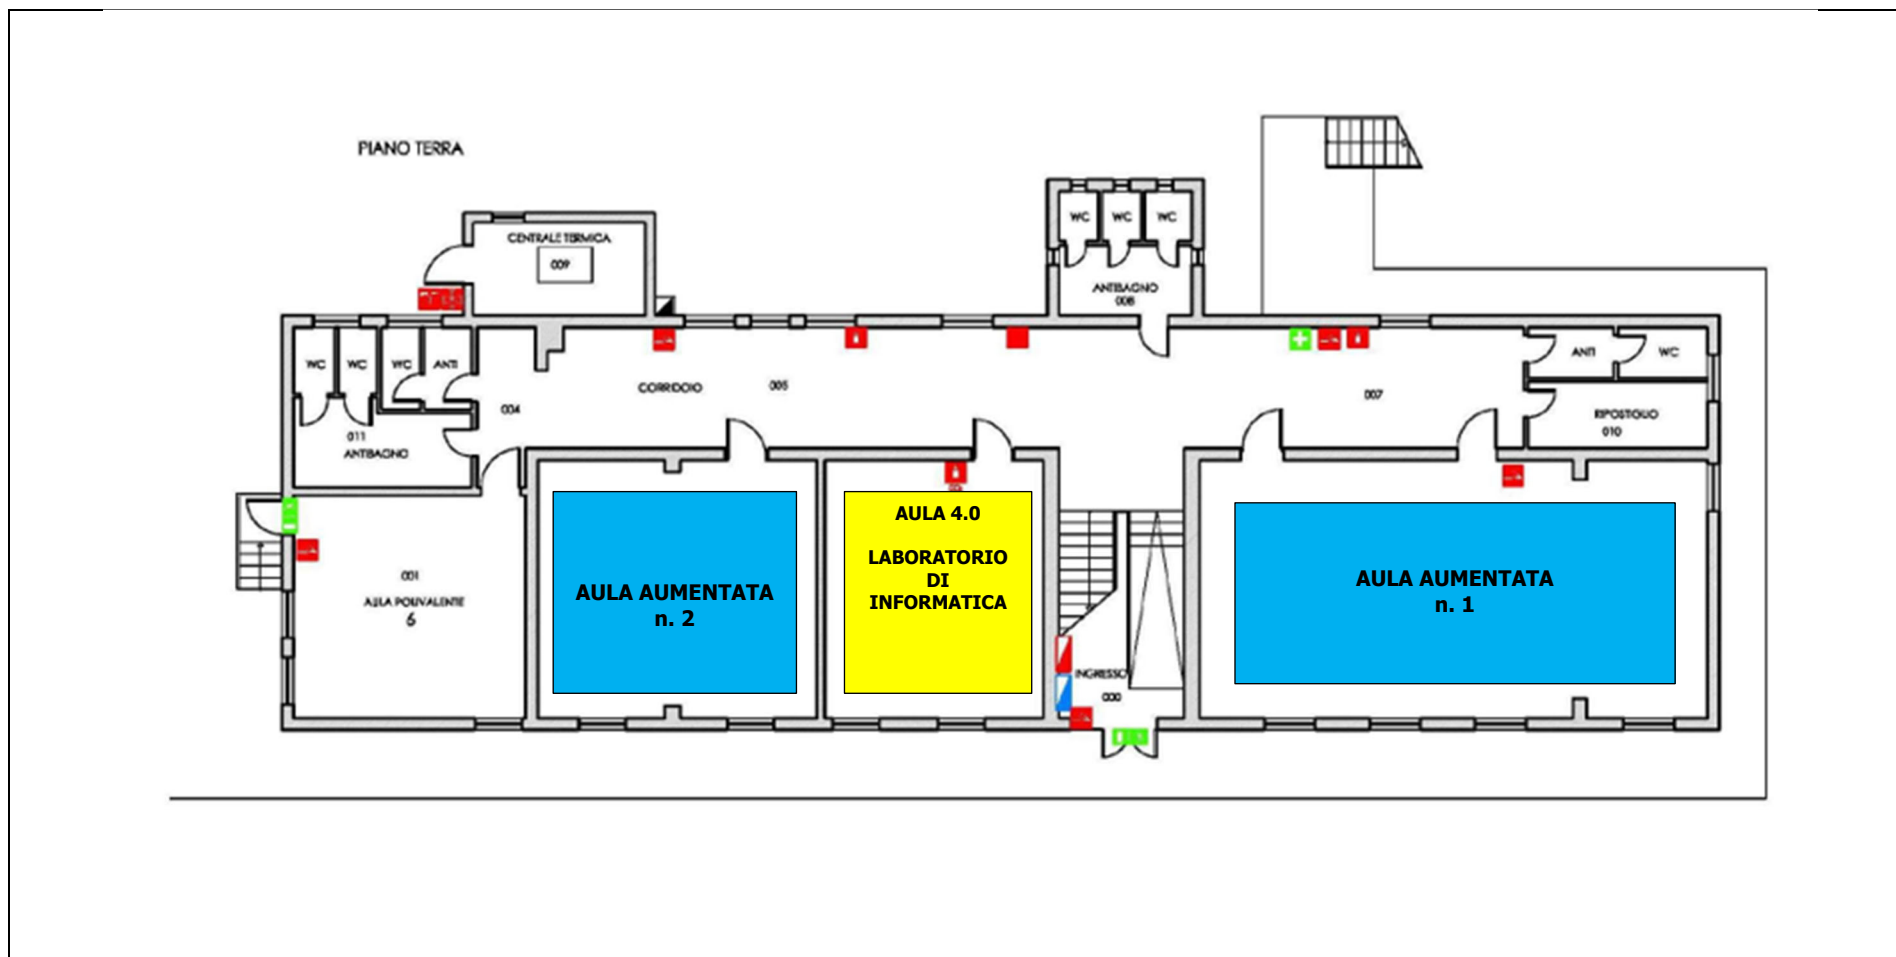 PIANO TERRA
WC
WC
WC
CENTRALE TERMICA
009
ANTIBAGNO
008
WC
WC
WC
ANTI
ANTI
WC
CORRIDOIO
005
004
007
RIPOSTIGLIO
010
011
ANTIBAGNO
AULA 4.0
LABORATORIO
DI
INFORMATICA
AULA AUMENTATA
n. 1
001
AULA POLIVALENTE
6
AULA AUMENTATA
n. 2
INGRESSO
000